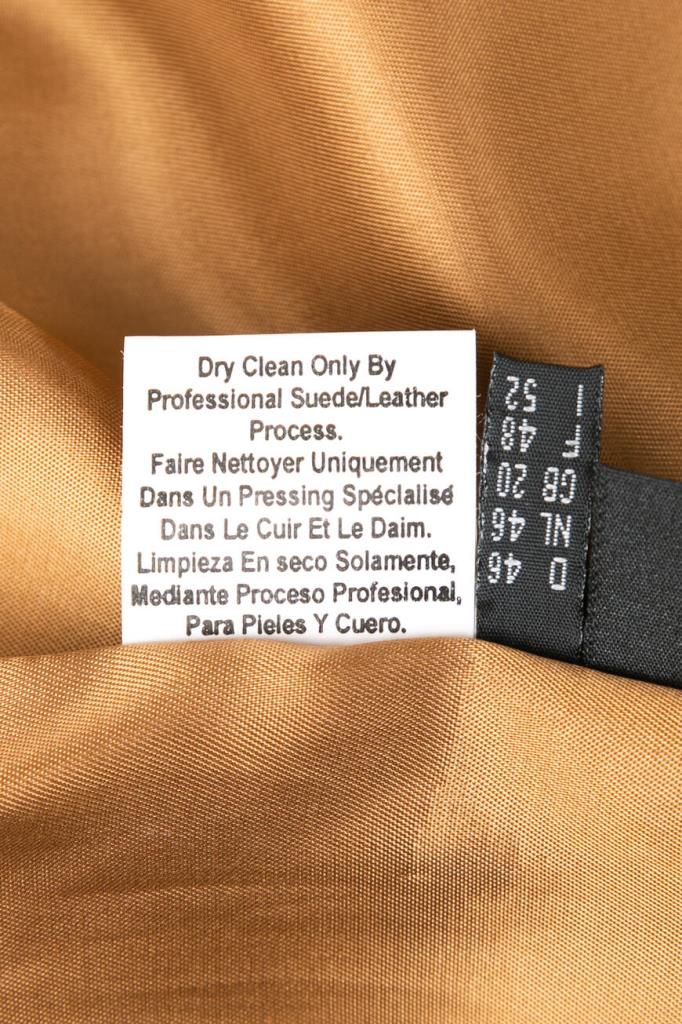 Dry Clean Only By
Professional Suede/Leather
Process.
Faire Nettoyer Uniquement
Dans Un Pressing Spécialisé
Dans Le Cuir Et Le Daim.
Limpieza En seco Solamente,
Mediante Proceso Profesional,
Para Pieles Y Cuero.
D 46
NL 46
GB 20
F 48
I 52